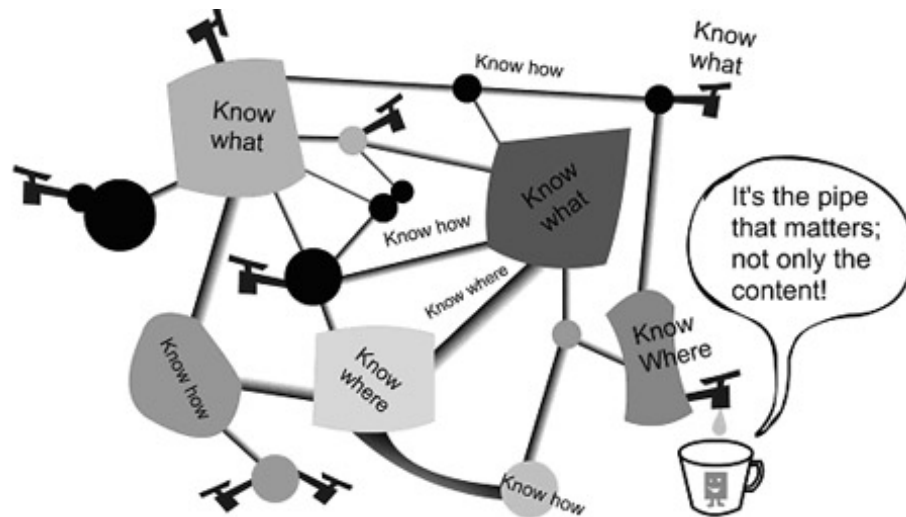 Know how
Know
what
Know
what
Know
what
Know how
Know where
It's the pipe
that matters;
not only the
content!
Know how
Know
where
Know
Where
Know how